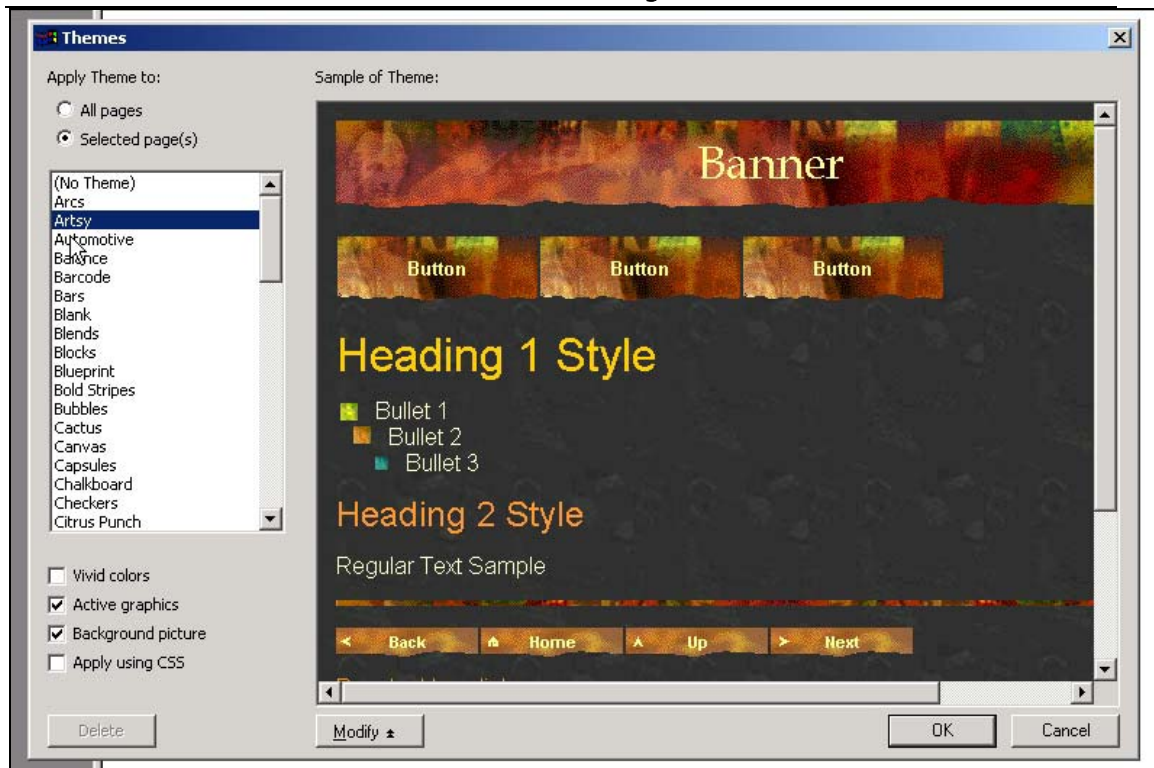 Themes
Apply Theme to:
All pages
Selected page(s)
(No Theme)
Arcs
Artsy
Automotive
Balance
Barcode
Bars
Blank
Blends
Blocks
Blueprint
Bold Stripes
Bubbles
Cactus
Canvas
Capsules
Chalkboard
Checkers
Citrus Punch
Vivid colors
Active graphics
Background picture
Apply using CSS
Delete
Sample of Theme:
Banner
Button Button Button
Heading 1 Style
Bullet 1
Bullet 2
Bullet 3
Heading 2 Style
Regular Text Sample
Back Home Up Next
Modify
OK Cancel